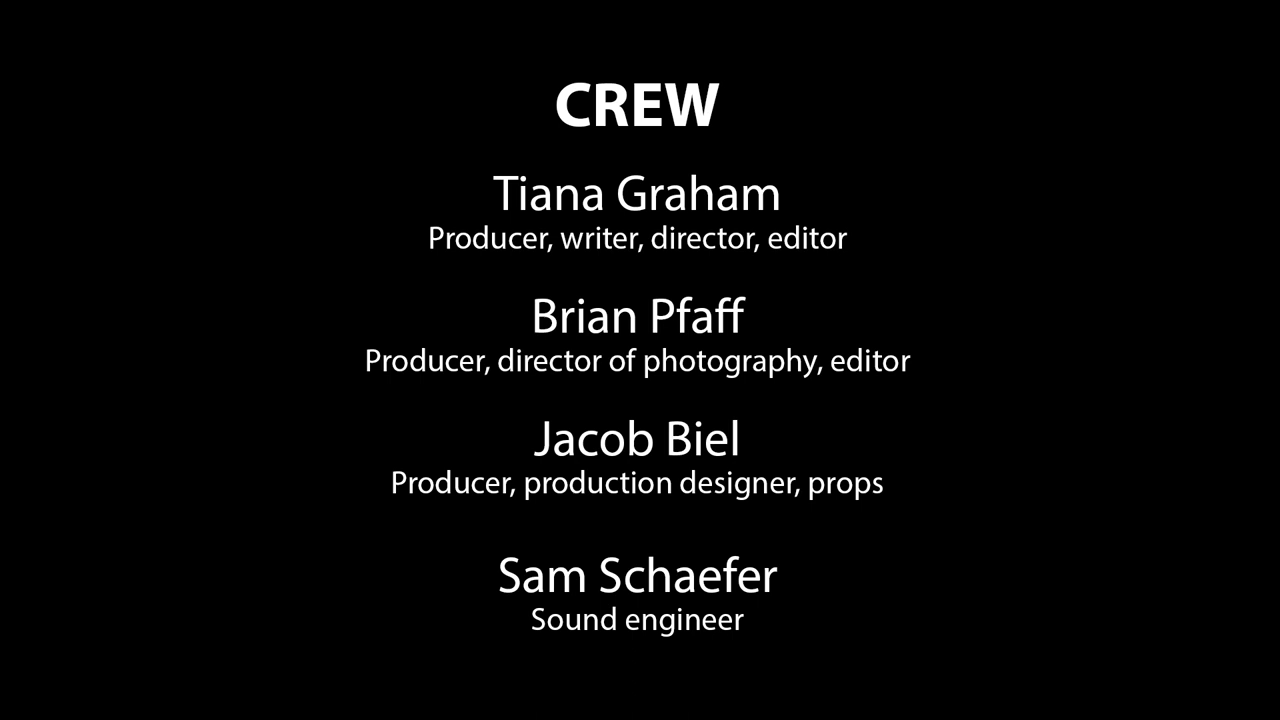 CREW
Tiana Graham
Producer, writer, director, editor
Brian Pfaff
Producer, director of photography, editor
Jacob Biel
Producer, production designer, props
Sam Schaefer
Sound engineer